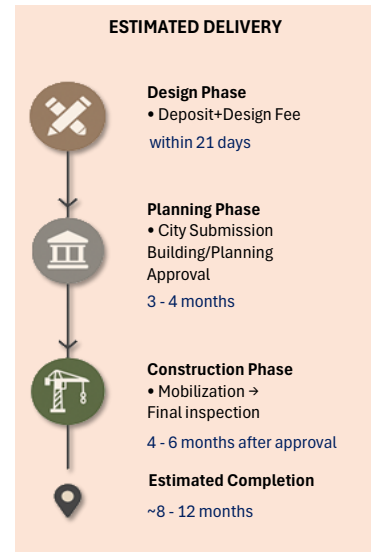 ESTIMATED DELIVERY
Design Phase
• Deposit+Design Fee
within 21 days
Planning Phase
• City Submission
Building/Planning
Approval
3 - 4 months
Construction Phase
• Mobilization →
Final inspection
4 - 6 months after approval
Estimated Completion
~8 - 12 months